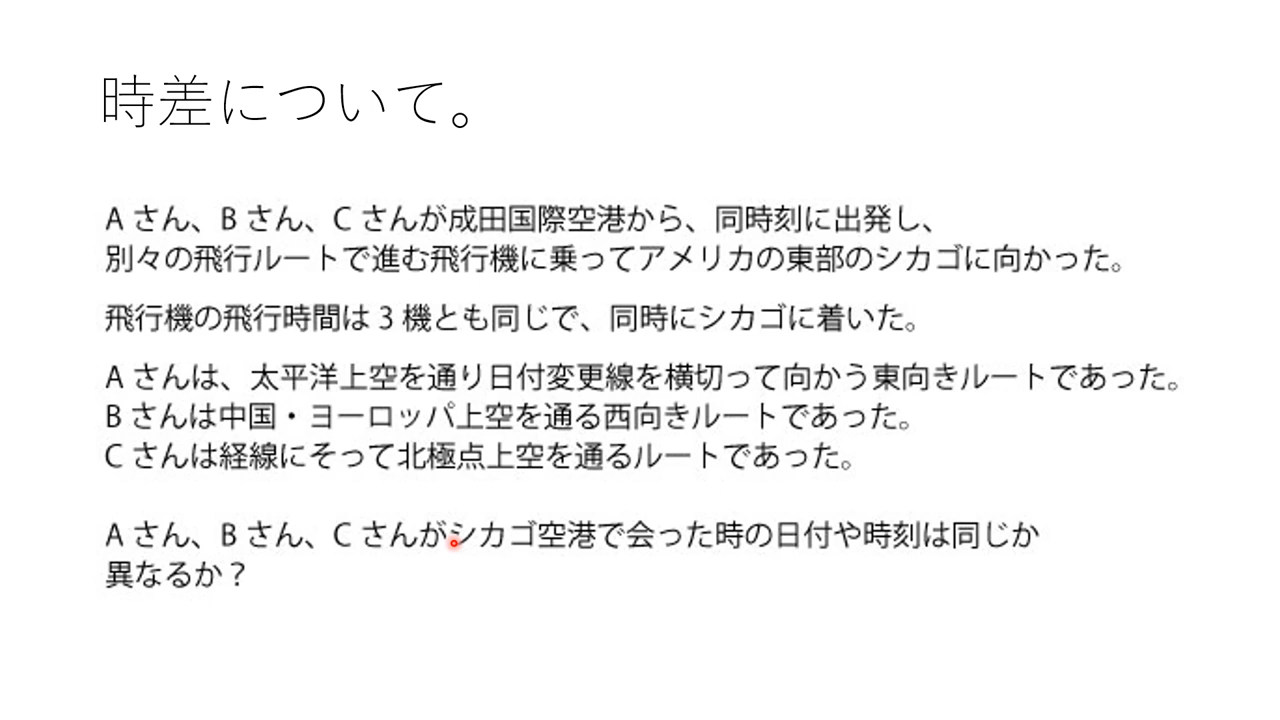 時差について。
Aさん、Bさん、Cさんが成田国際空港から、同時刻に出発し、
別々の飛行ルートで進む飛行機に乗ってアメリカの東部のシカゴに向かった。
飛行機の飛行時間は3機とも同じで、同時にシカゴに着いた。
Aさんは、太平洋上空を通り日付変更線を横切って向かう東向きルートであった。
Bさんは中国・ヨーロッパ上空を通る西向きルートであった。
Cさんは経線にそって北極点上空を通るルートであった。
Aさん、Bさん、Cさんがシカゴ空港で会った時の日付や時刻は同じか
異なるか？